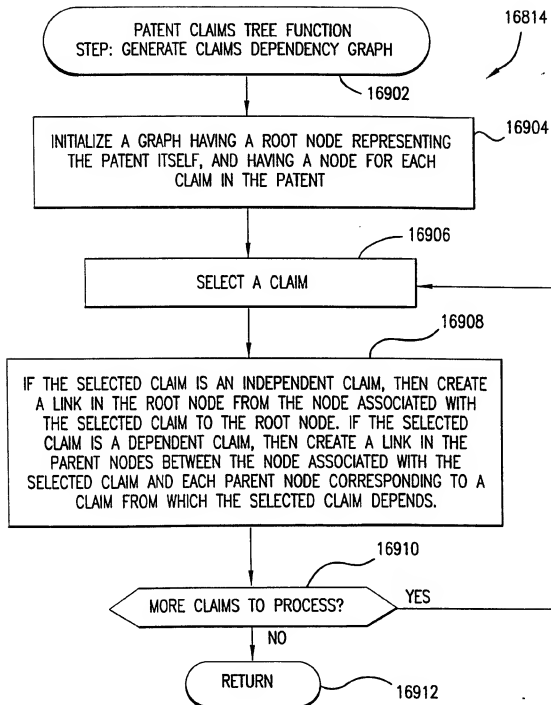 PATENT CLAIMS TREE FUNCTION
STEP: GENERATE CLAIMS DEPENDENCY GRAPH
16814
16902
INITIALIZE A GRAPH HAVING A ROOT NODE REPRESENTING
THE PATENT ITSELF, AND HAVING A NODE FOR EACH
CLAIM IN THE PATENT
16904
16906
SELECT A CLAIM
16908
IF THE SELECTED CLAIM IS AN INDEPENDENT CLAIM, THEN CREATE
A LINK IN THE ROOT NODE FROM THE NODE ASSOCIATED WITH
THE SELECTED CLAIM TO THE ROOT NODE. IF THE SELECTED
CLAIM IS A DEPENDENT CLAIM, THEN CREATE A LINK IN THE
PARENT NODES BETWEEN THE NODE ASSOCIATED WITH THE
SELECTED CLAIM AND EACH PARENT NODE CORRESPONDING TO A
CLAIM FROM WHICH THE SELECTED CLAIM DEPENDS.
16910
MORE CLAIMS TO PROCESS?
YES
NO
RETURN
16912